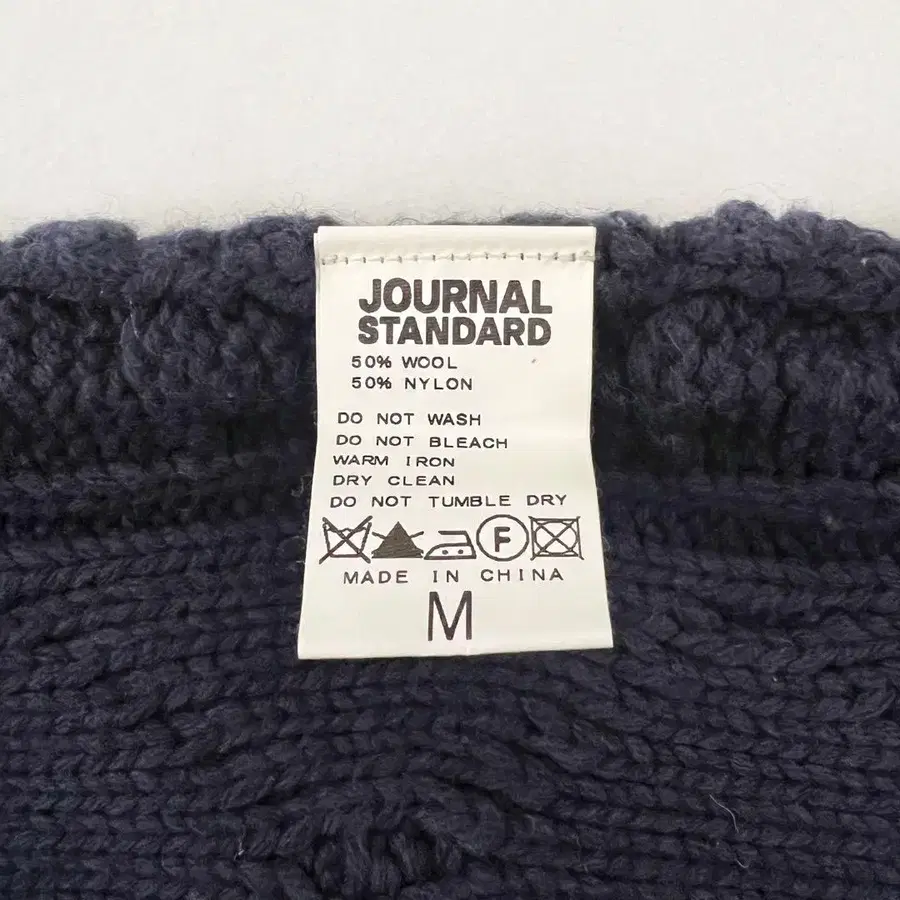 JOURNAL
STANDARD
50% WOOL
50% NYLON
DO NOT WASH
DO NOT BLEACH
WARM IRON
DRY CLEAN
DO NOT TUMBLE DRY
F
MADE IN CHINA
M